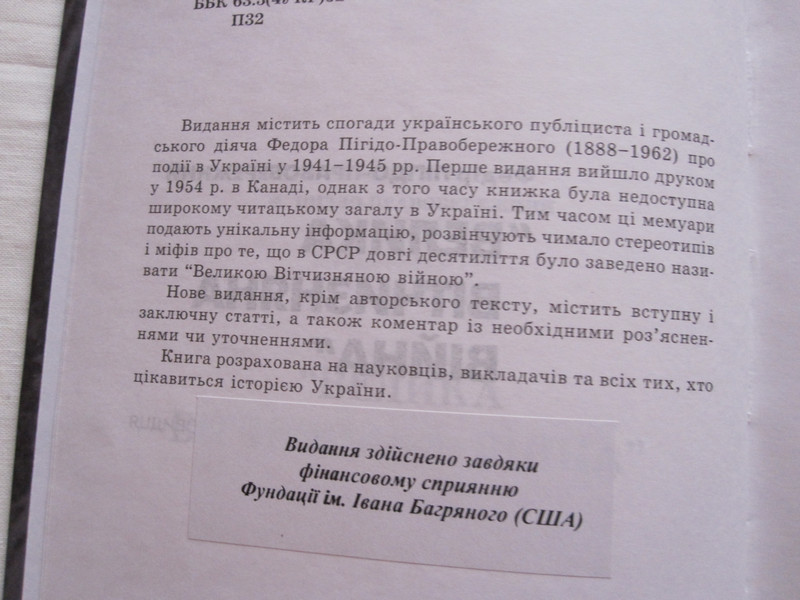 ББК 63.3(4УКР)62
П32
Видання містить спогади українського публіциста і громад-
ського діяча Федора Пігідо-Правобережного (1888–1962) про
події в Україні у 1941–1945 рр. Перше видання вийшло друком
у 1954 р. в Канаді, однак з того часу книжка була недоступна
широкому читацькому загалу в Україні. Тим часом ці мемуари
подають унікальну інформацію, розвінчують чимало стереотипів
і міфів про те, що в СРСР довгі десятиліття було заведено нази-
вати “Великою Вітчизняною війною”.
Нове видання, крім авторського тексту, містить вступну і
заключну статті, а також коментар із необхідними роз’яснен-
нями чи уточненнями.
Книга розрахована на науковців, викладачів та всіх тих, хто
цікавиться історією України.
Видання здійснено завдяки
фінансовому сприянню
Фундації ім. Івана Багряного (США)